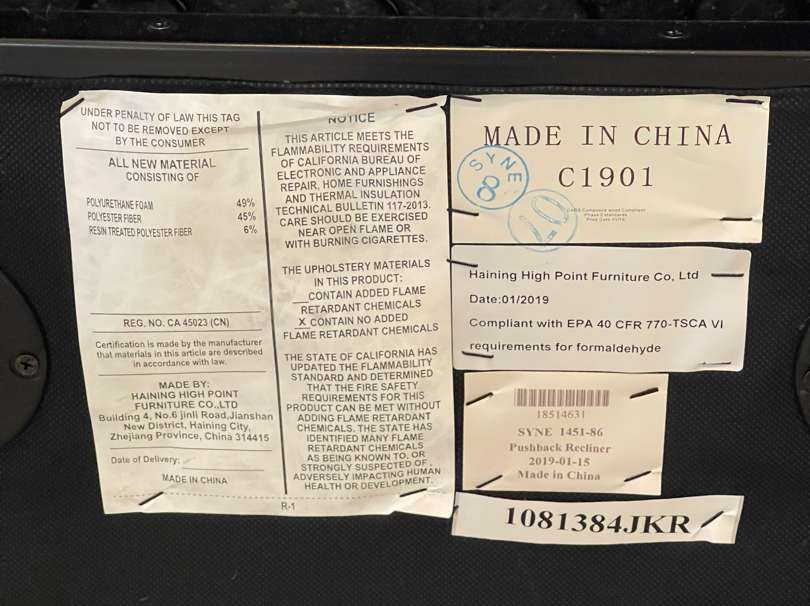 UNDER PENALTY OF LAW THIS TAG
NOT TO BE REMOVED EXCEPT
BY THE CONSUMER
ALL NEW MATERIAL
CONSISTING OF
POLYURETHANE FOAM 49%
POLYESTER FIBER 45%
RESIN TREATED POLYESTER FIBER 6%
REG. NO. CA 45023 (CN)
Certification is made by the manufacturer
that materials in this article are described
in accordance with law.
MADE BY:
HAINING HIGH POINT
FURNITURE CO.,LTD
Building 4, No.6 jinli Road,Jianshan
New District, Haining City,
Zhejiang Province, China 314415
Date of Delivery:
MADE IN CHINA
NOTICE
THIS ARTICLE MEETS THE
FLAMMABILITY REQUIREMENTS
OF CALIFORNIA BUREAU OF
ELECTRONIC AND APPLIANCE
REPAIR, HOME FURNISHINGS
AND THERMAL INSULATION
TECHNICAL BULLETIN 117-2013.
CARE SHOULD BE EXERCISED
NEAR OPEN FLAME OR
WITH BURNING CIGARETTES.
THE UPHOLSTERY MATERIALS
IN THIS PRODUCT:
__CONTAIN ADDED FLAME
RETARDANT CHEMICALS
X CONTAIN NO ADDED
FLAME RETARDANT CHEMICALS
THE STATE OF CALIFORNIA HAS
UPDATED THE FLAMMABILITY
STANDARD AND DETERMINED
THAT THE FIRE SAFETY
REQUIREMENTS FOR THIS
PRODUCT CAN BE MET WITHOUT
ADDING FLAME RETARDANT
CHEMICALS. THE STATE HAS
IDENTIFIED MANY FLAME
RETARDANT CHEMICALS
AS BEING KNOWN TO, OR
STRONGLY SUSPECTED OF,
ADVERSELY IMPACTING HUMAN
HEALTH OR DEVELOPMENT.
R-1
MADE IN CHINA
C1901
SYNE
8
Haining High Point Furniture Co, Ltd
Date:01/2019
Compliant with EPA 40 CFR 770-TSCA VI
requirements for formaldehyde
18514631
SYNE 1451-86
Pushback Recliner
2019-01-15
Made in China
1081384JKR